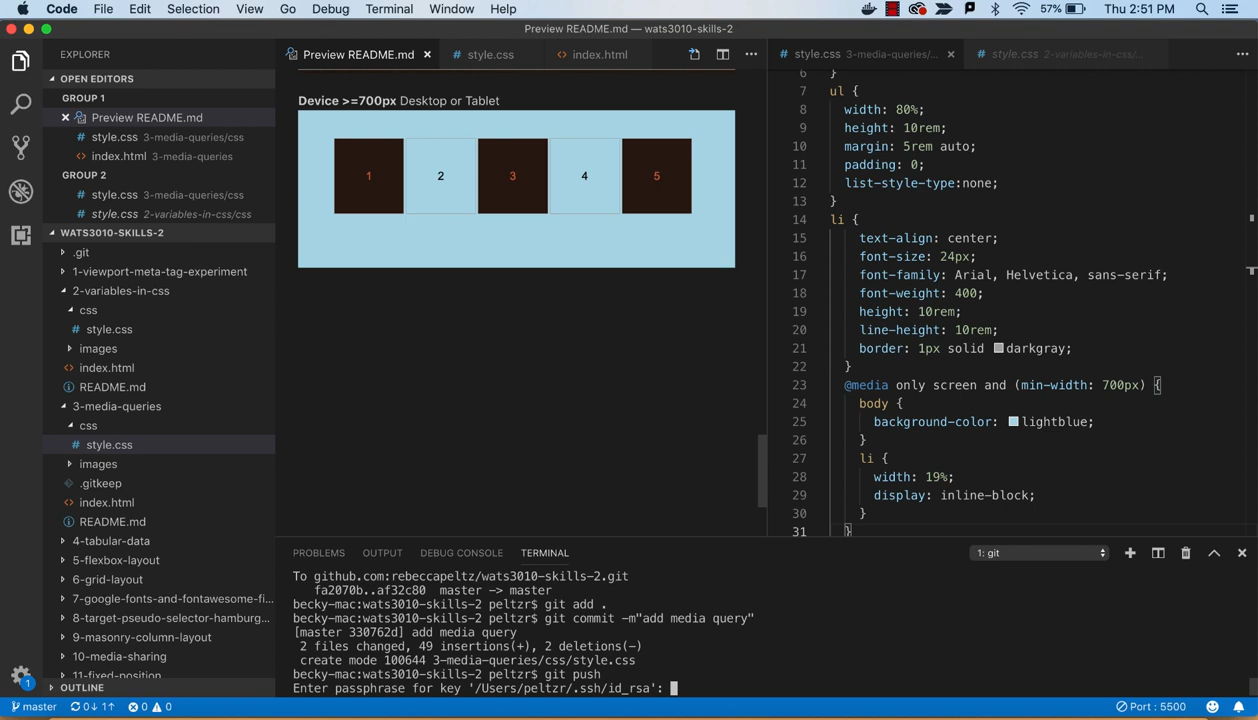 Code File Edit Selection View Go Debug Terminal Window Help 57% Thu 2:51 PM
Preview README.md — wats3010-skills-2
EXPLORER
OPEN EDITORS
GROUP 1
Preview README.md
style.css 3-media-queries/css
index.html 3-media-queries
GROUP 2
style.css 3-media-queries/css
style.css 2-variables-in-css/css
WATS3010-SKILLS-2
.git
1-viewport-meta-tag-experiment
2-variables-in-css
css
style.css
images
index.html
README.md
3-media-queries
css
style.css
images
.gitkeep
index.html
README.md
4-tabular-data
5-flexbox-layout
6-grid-layout
7-google-fonts-and-fontawesome-fi...
8-target-pseudo-selector-hamburg...
9-masonry-column-layout
10-media-sharing
11-fixed-position
OUTLINE
Preview README.md style.css index.html
Device >=700px Desktop or Tablet
1 2 3 4 5
style.css 3-media-queries/... style.css 2-variables-in-css/...
6 }
7 ul {
8 width: 80%;
9 height: 10rem;
10 margin: 5rem auto;
11 padding: 0;
12 list-style-type:none;
13 }
14 li {
15 text-align: center;
16 font-size: 24px;
17 font-family: Arial, Helvetica, sans-serif;
18 font-weight: 400;
19 height: 10rem;
20 line-height: 10rem;
21 border: 1px solid darkgray;
22 }
23 @media only screen and (min-width: 700px) {
24 body {
25 background-color: lightblue;
26 }
27 li {
28 width: 19%;
29 display: inline-block;
30 }
31 }
PROBLEMS OUTPUT DEBUG CONSOLE TERMINAL 1: git
To github.com:rebeccapeltz/wats3010-skills-2.git
fa2070b..af32c80 master -> master
becky-mac:wats3010-skills-2 peltzr$ git add .
becky-mac:wats3010-skills-2 peltzr$ git commit -m"add media query"
[master 330762d] add media query
2 files changed, 49 insertions(+), 2 deletions(-)
create mode 100644 3-media-queries/css/style.css
becky-mac:wats3010-skills-2 peltzr$ git push
Enter passphrase for key '/Users/peltzr/.ssh/id_rsa':
1
master 0↓ 1↑ 0 0 Port : 5500